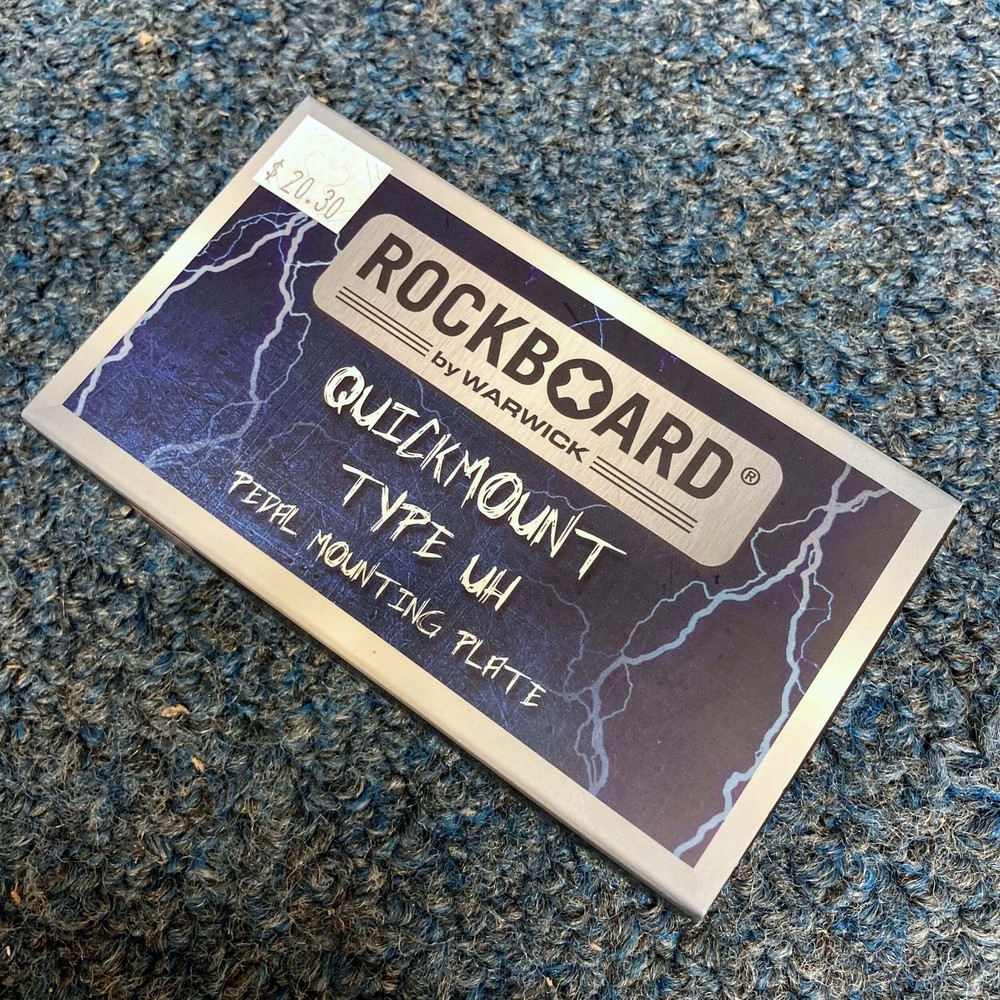 $20.30
ROCKBOARD®
by WARWICK
QUICKMOUNT
TYPE UH
PEDAL MOUNTING PLATE